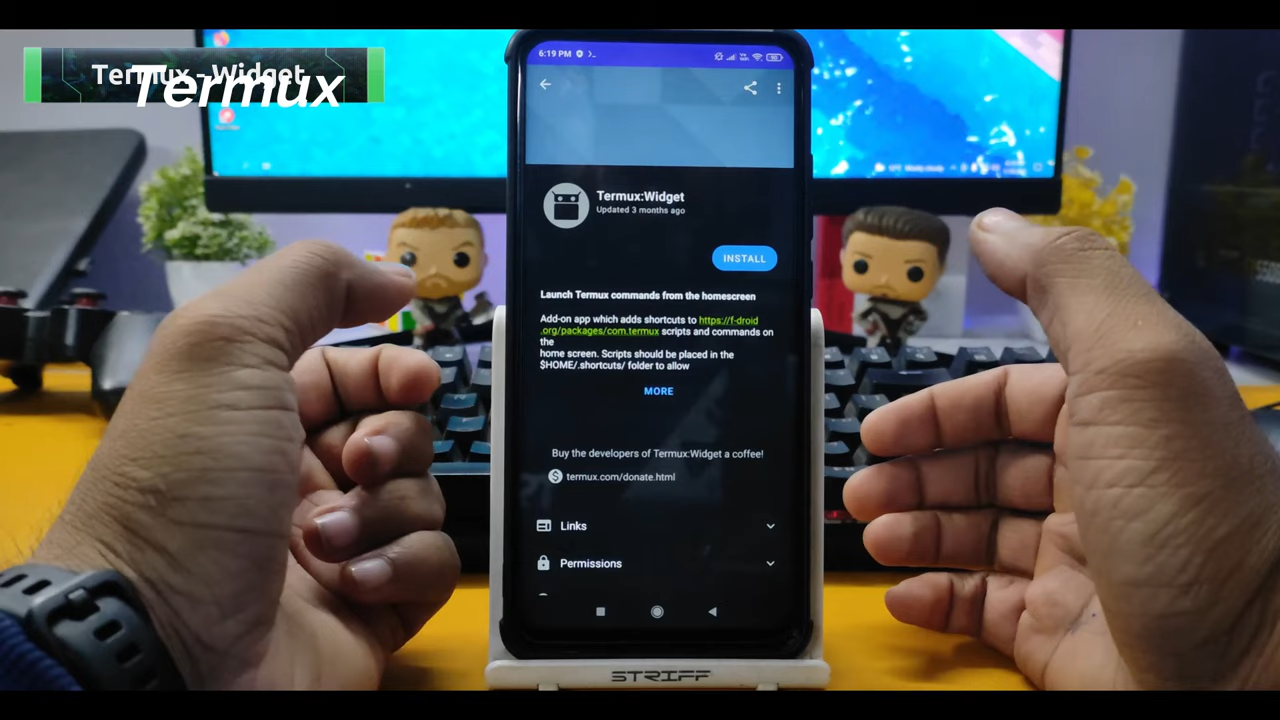 Termux - Widget
Termux
6:19 PM
Termux:Widget
Updated 3 months ago
INSTALL
Launch Termux commands from the homescreen
Add-on app which adds shortcuts to https://f-droid
.org/packages/com.termux scripts and commands on
the
home screen. Scripts should be placed in the
$HOME/.shortcuts/ folder to allow
MORE
Buy the developers of Termux:Widget a coffee!
termux.com/donate.html
Links
Permissions
STRIFF